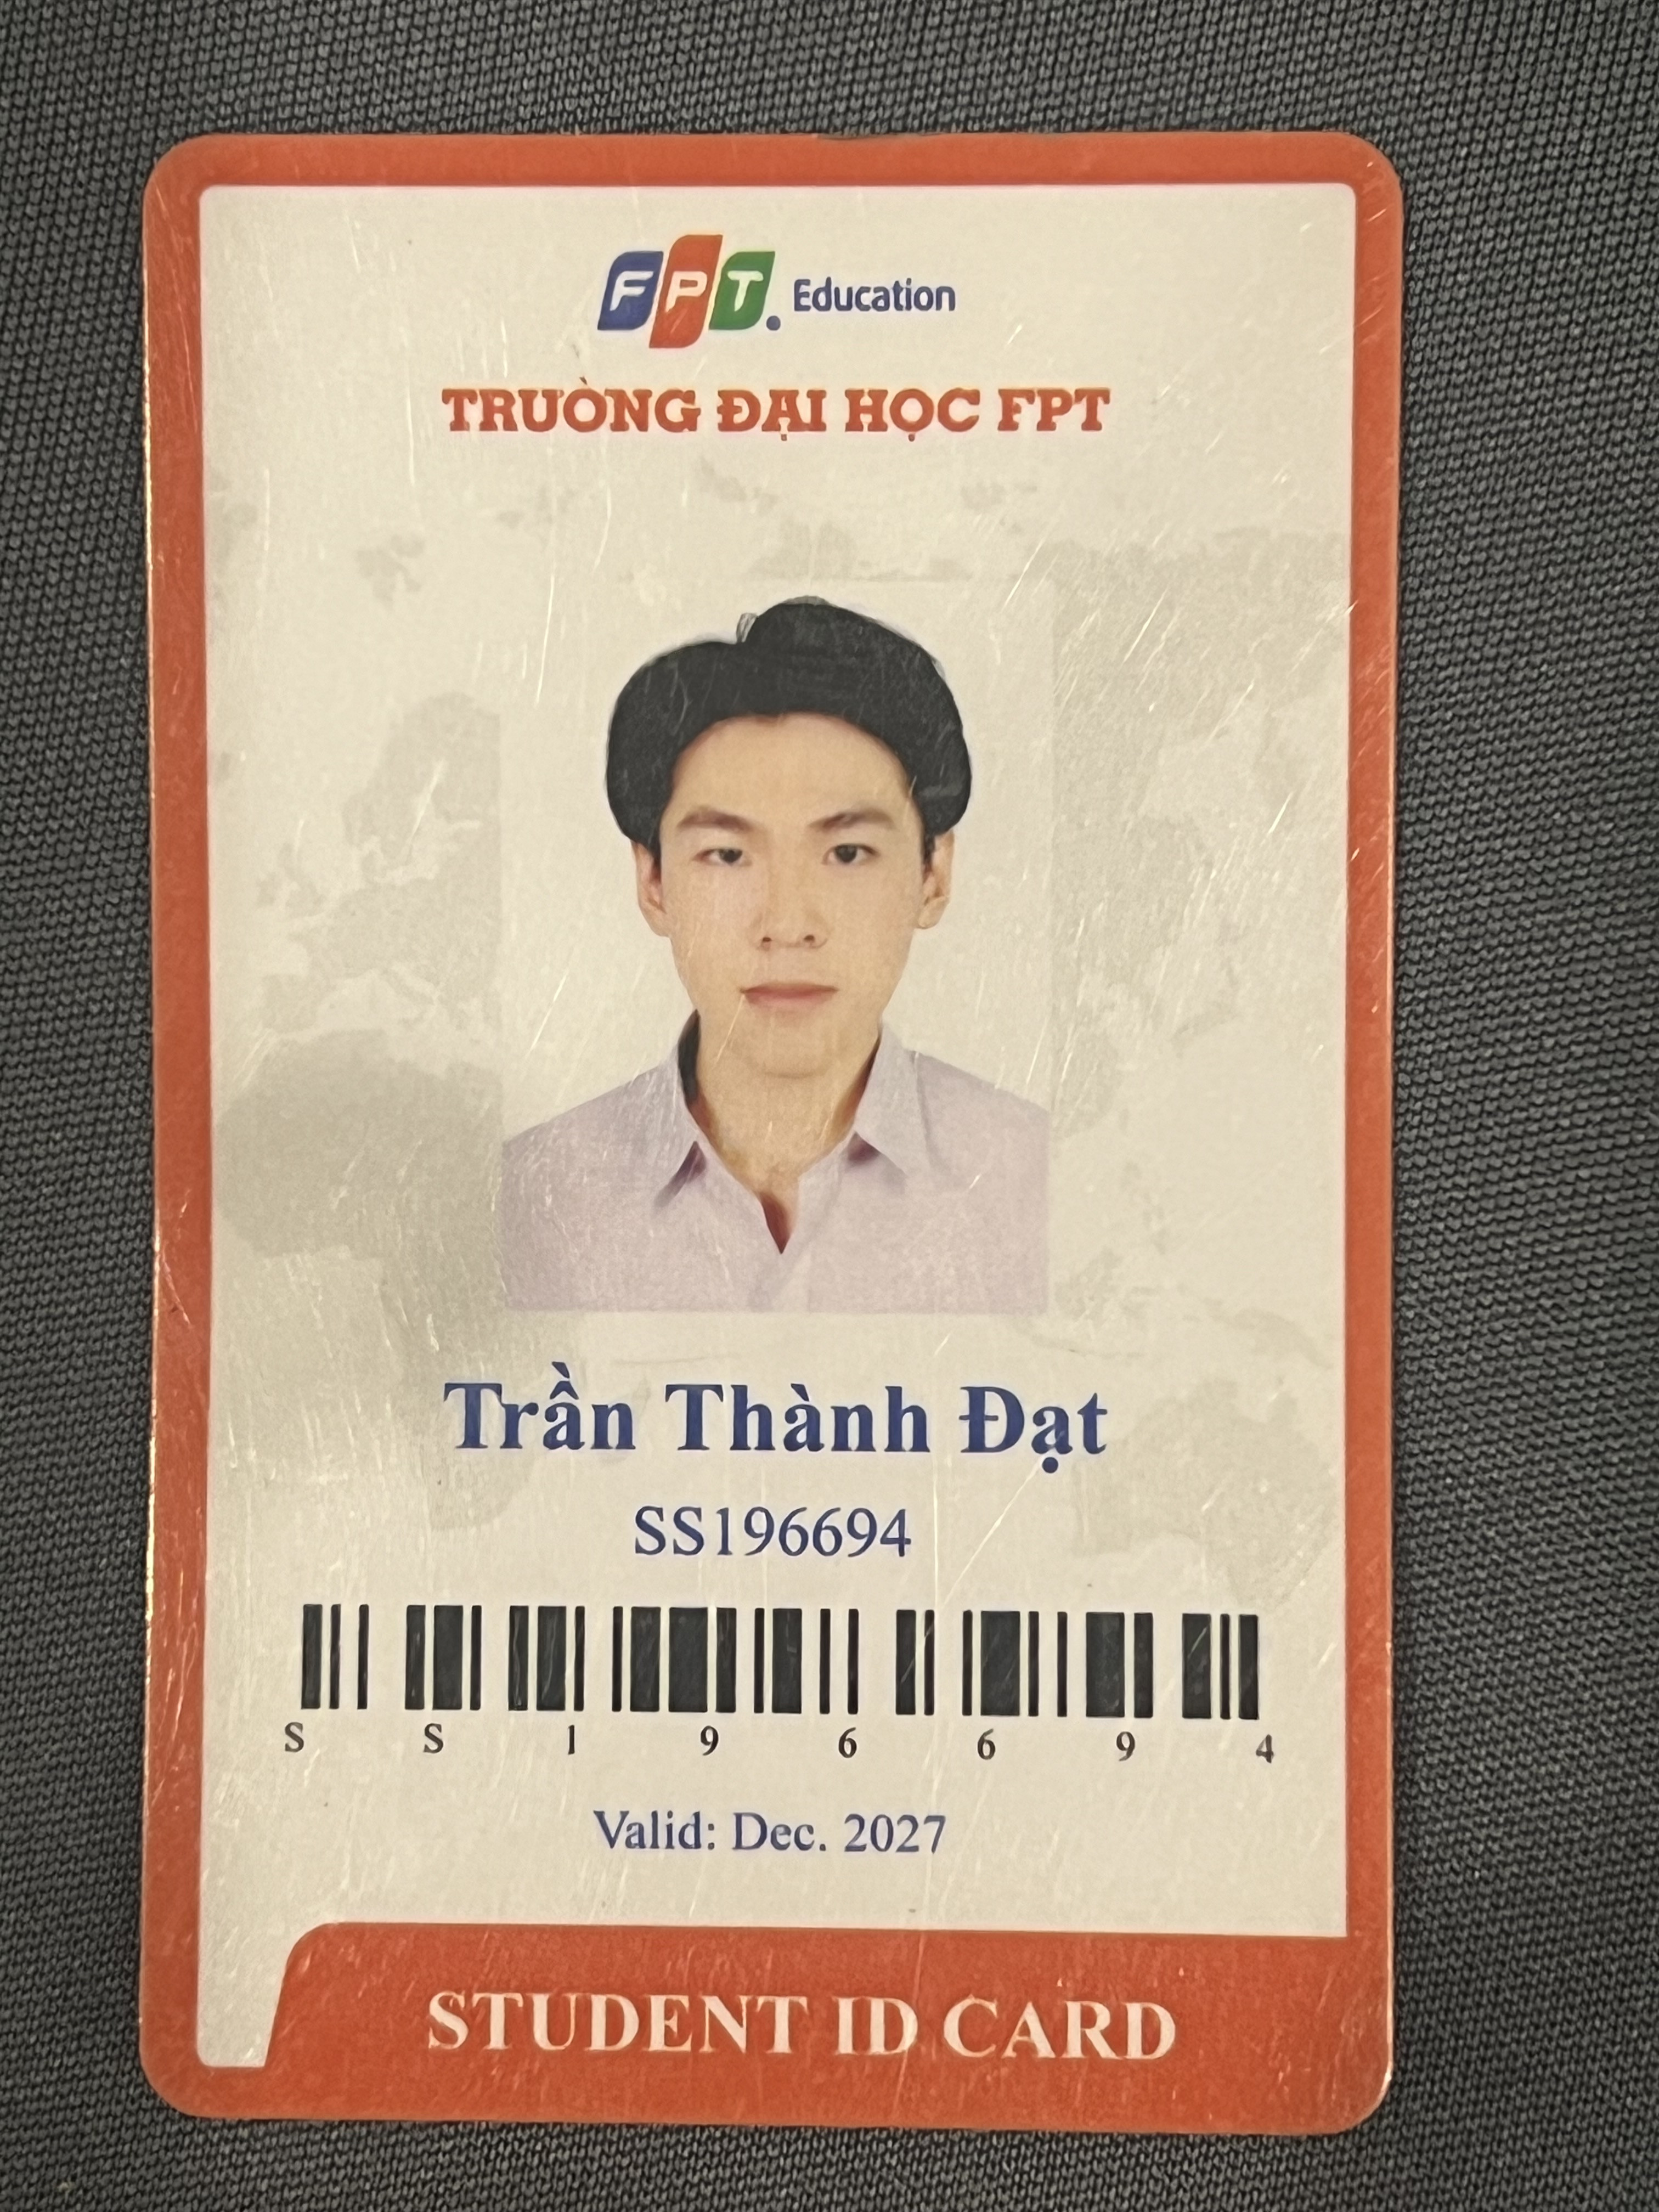 FPT. Education
TRƯỜNG ĐẠI HỌC FPT
Trần Thành Đạt
SS196694
S S 1 9 6 6 9 4
Valid: Dec. 2027
STUDENT ID CARD